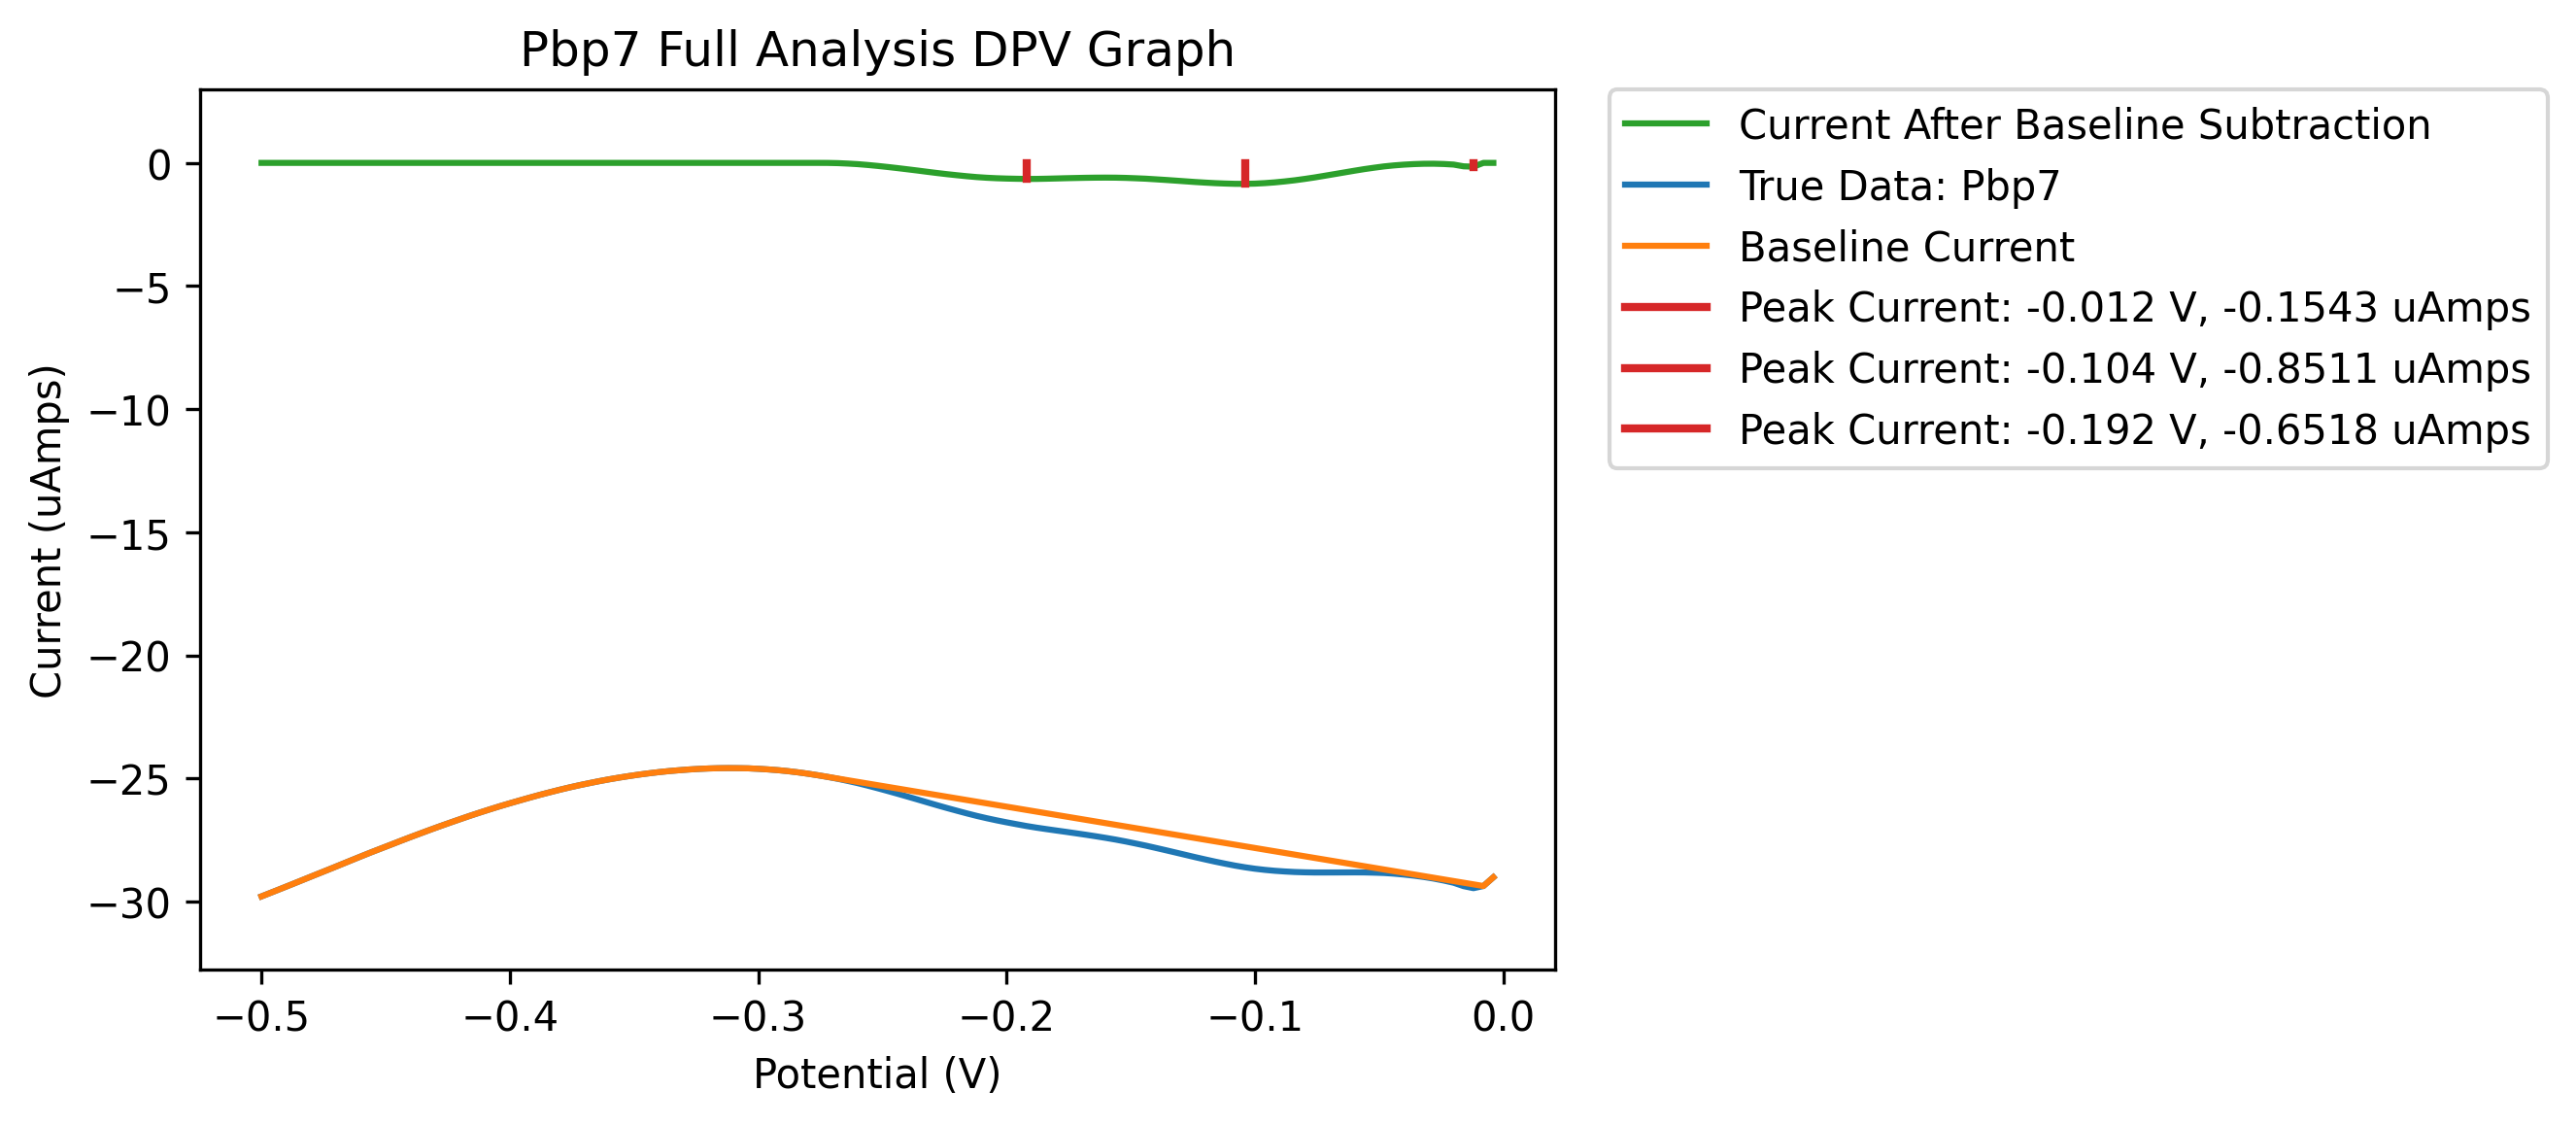 Pbp7 Full Analysis DPV Graph
Current After Baseline Subtraction
True Data: Pbp7
Baseline Current
Peak Current: -0.012 V, -0.1543 uAmps
Peak Current: -0.104 V, -0.8511 uAmps
Peak Current: -0.192 V, -0.6518 uAmps
Current (uAmps)
0
−5
−10
−15
−20
−25
−30
−0.5 −0.4 −0.3 −0.2 −0.1 0.0
Potential (V)